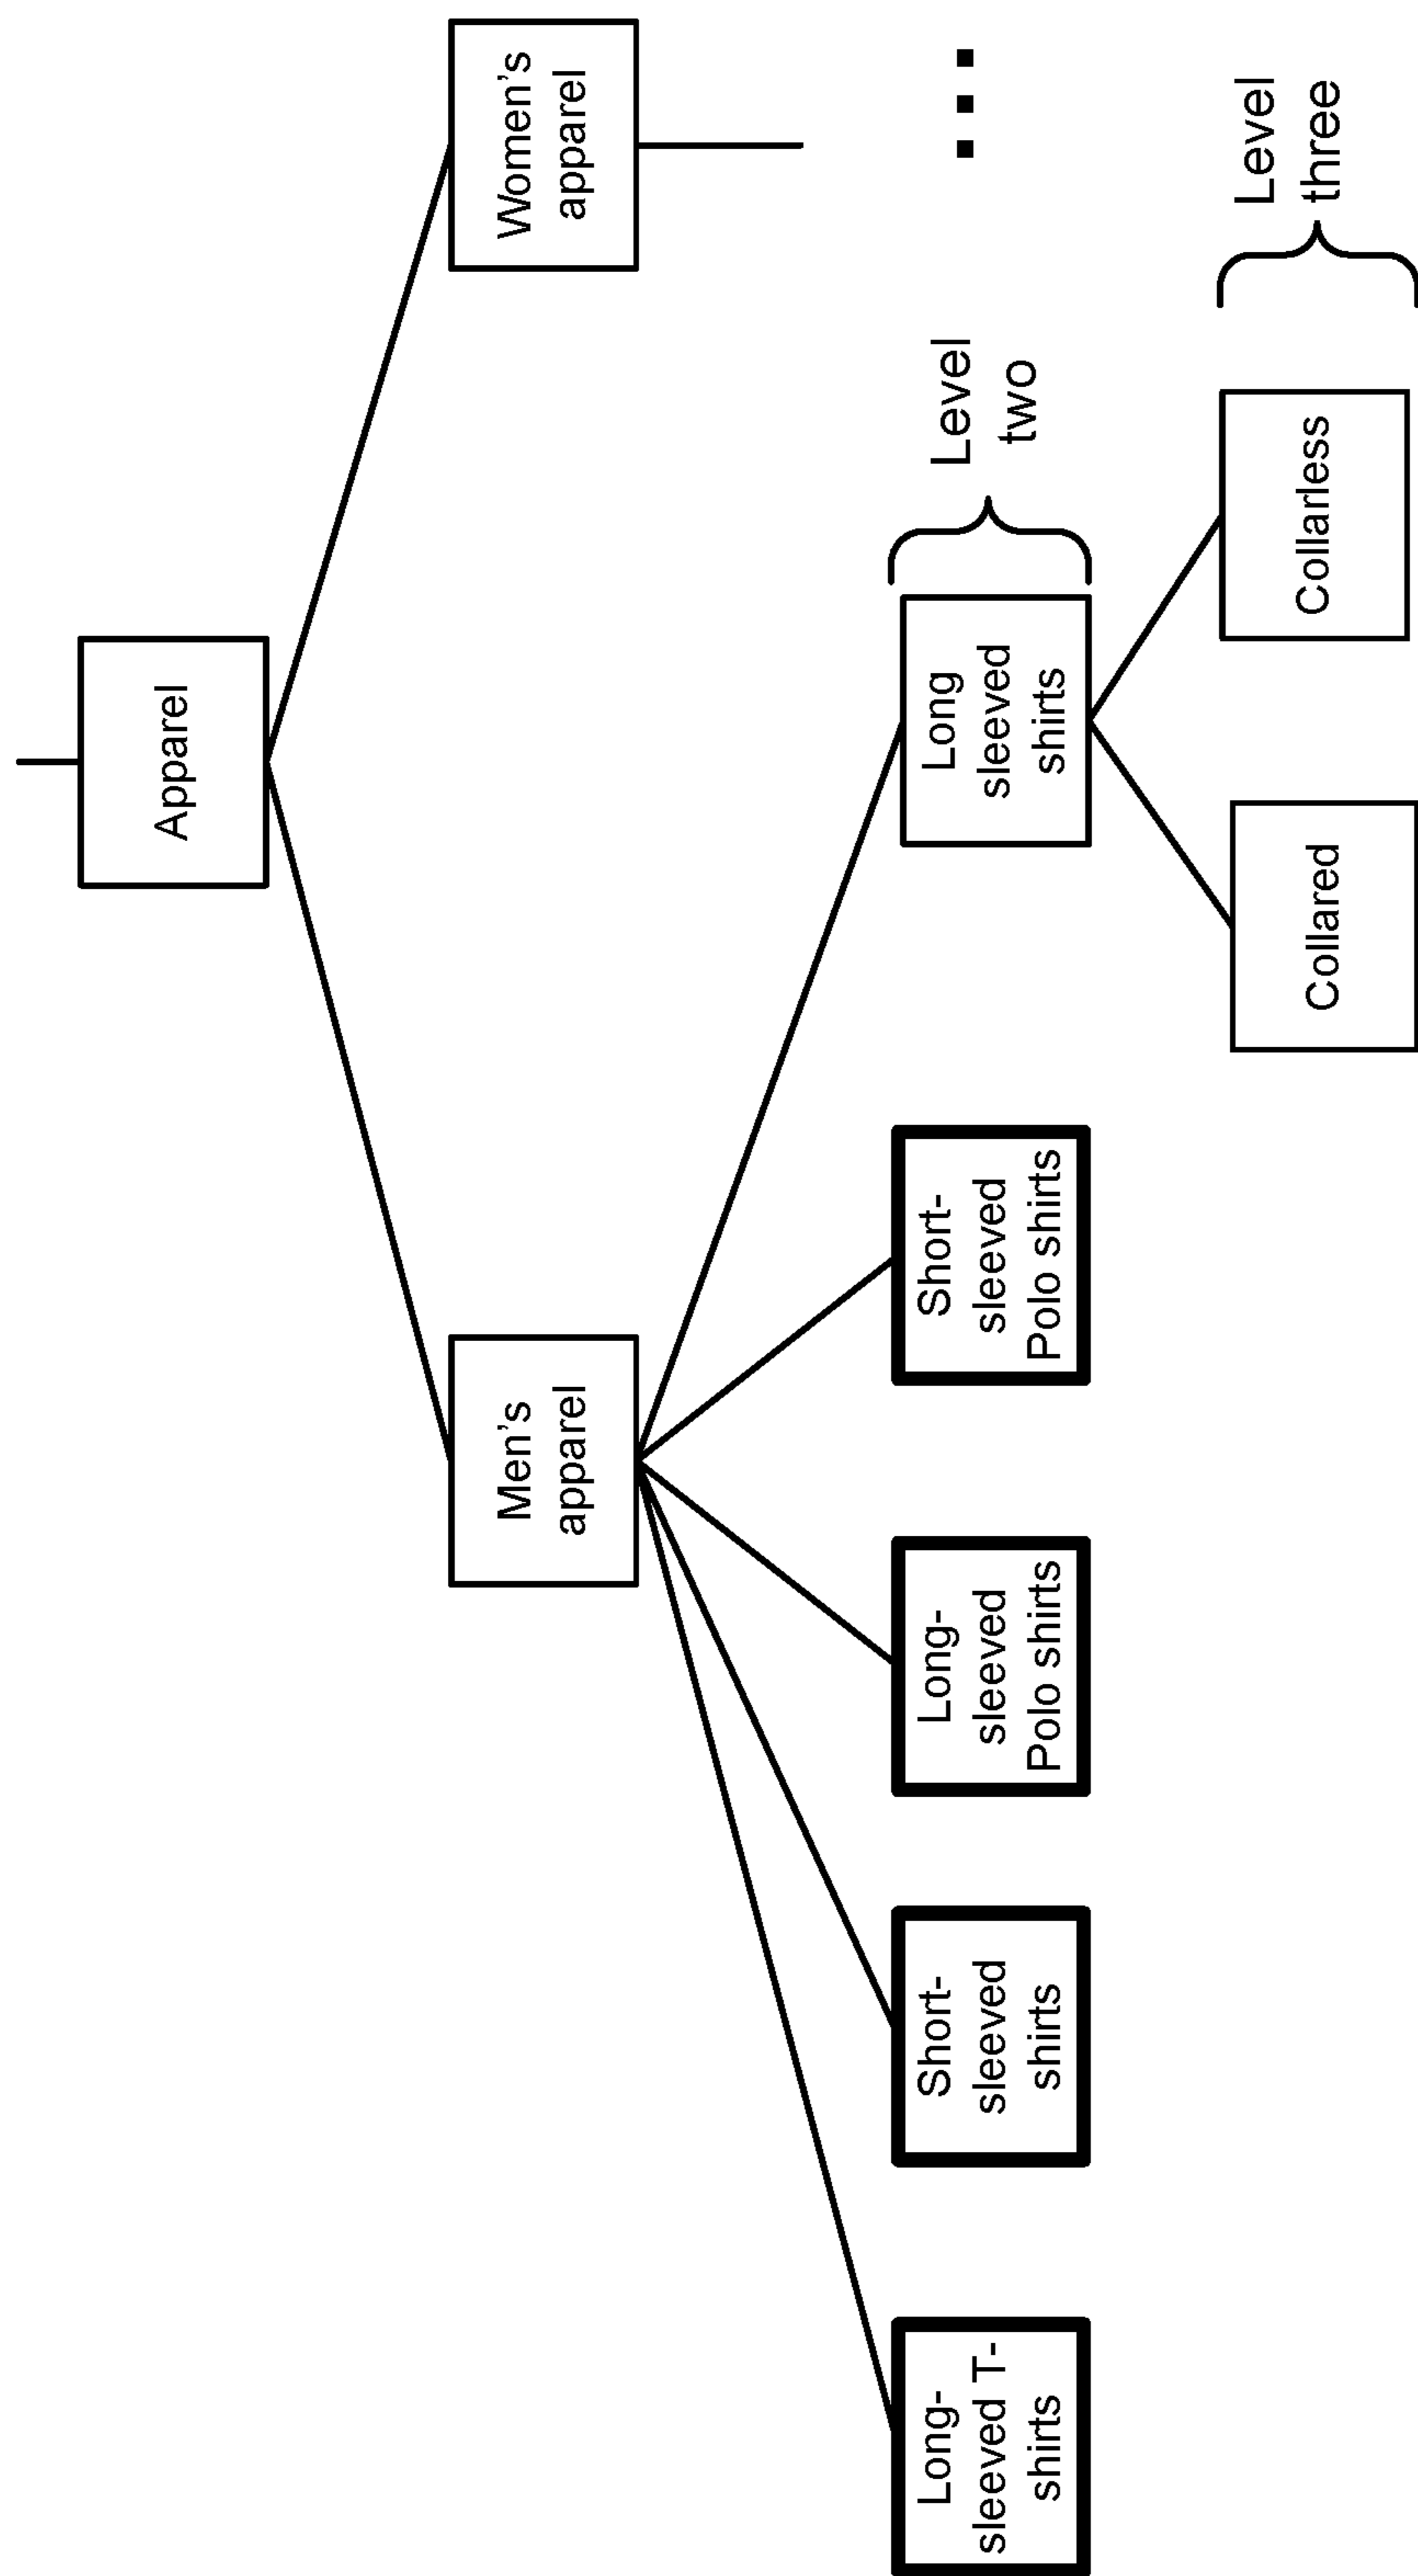 Apparel
Men's
apparel
Women's
apparel
Long-
sleeved T-
shirts
Short-
sleeved
shirts
Long-
sleeved
Polo shirts
Short-
sleeved
Polo shirts
Long
sleeved
shirts
Level
two
Collared
Collarless
Level
three